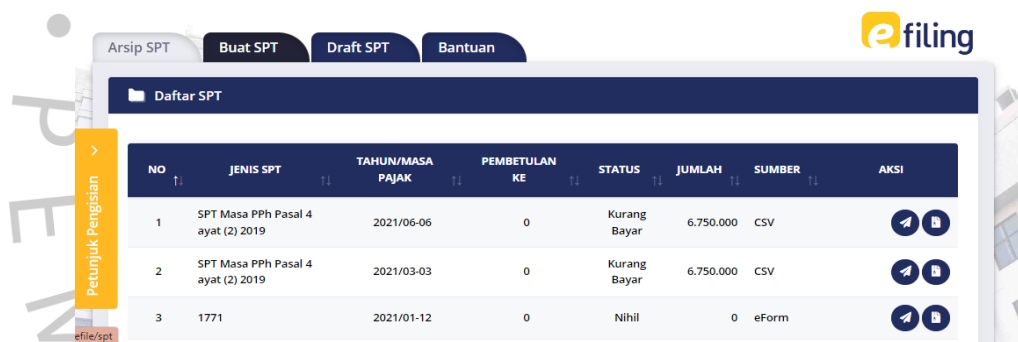 Arsip SPT Buat SPT Draft SPT Bantuan
efiling
Daftar SPT
Petunjuk Pengisian
NO JENIS SPT TAHUN/MASA PAJAK PEMBETULAN KE STATUS JUMLAH SUMBER AKSI
1 SPT Masa PPh Pasal 4 ayat (2) 2019 2021/06-06 0 Kurang Bayar 6.750.000 CSV
2 SPT Masa PPh Pasal 4 ayat (2) 2019 2021/03-03 0 Kurang Bayar 6.750.000 CSV
3 1771 2021/01-12 0 Nihil 0 eForm
efile/spt
• P E N